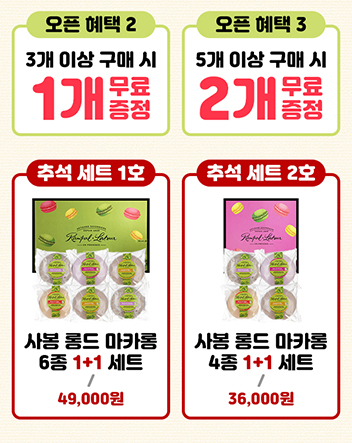 오픈 혜택 2
3개 이상 구매 시
1개 무료 증정
오픈 혜택 3
5개 이상 구매 시
2개 무료 증정
추석 세트 1호
사봉 롱드 마카롱
6종 1+1 세트
/
49,000원
추석 세트 2호
사봉 롱드 마카롱
4종 1+1 세트
/
36,000원